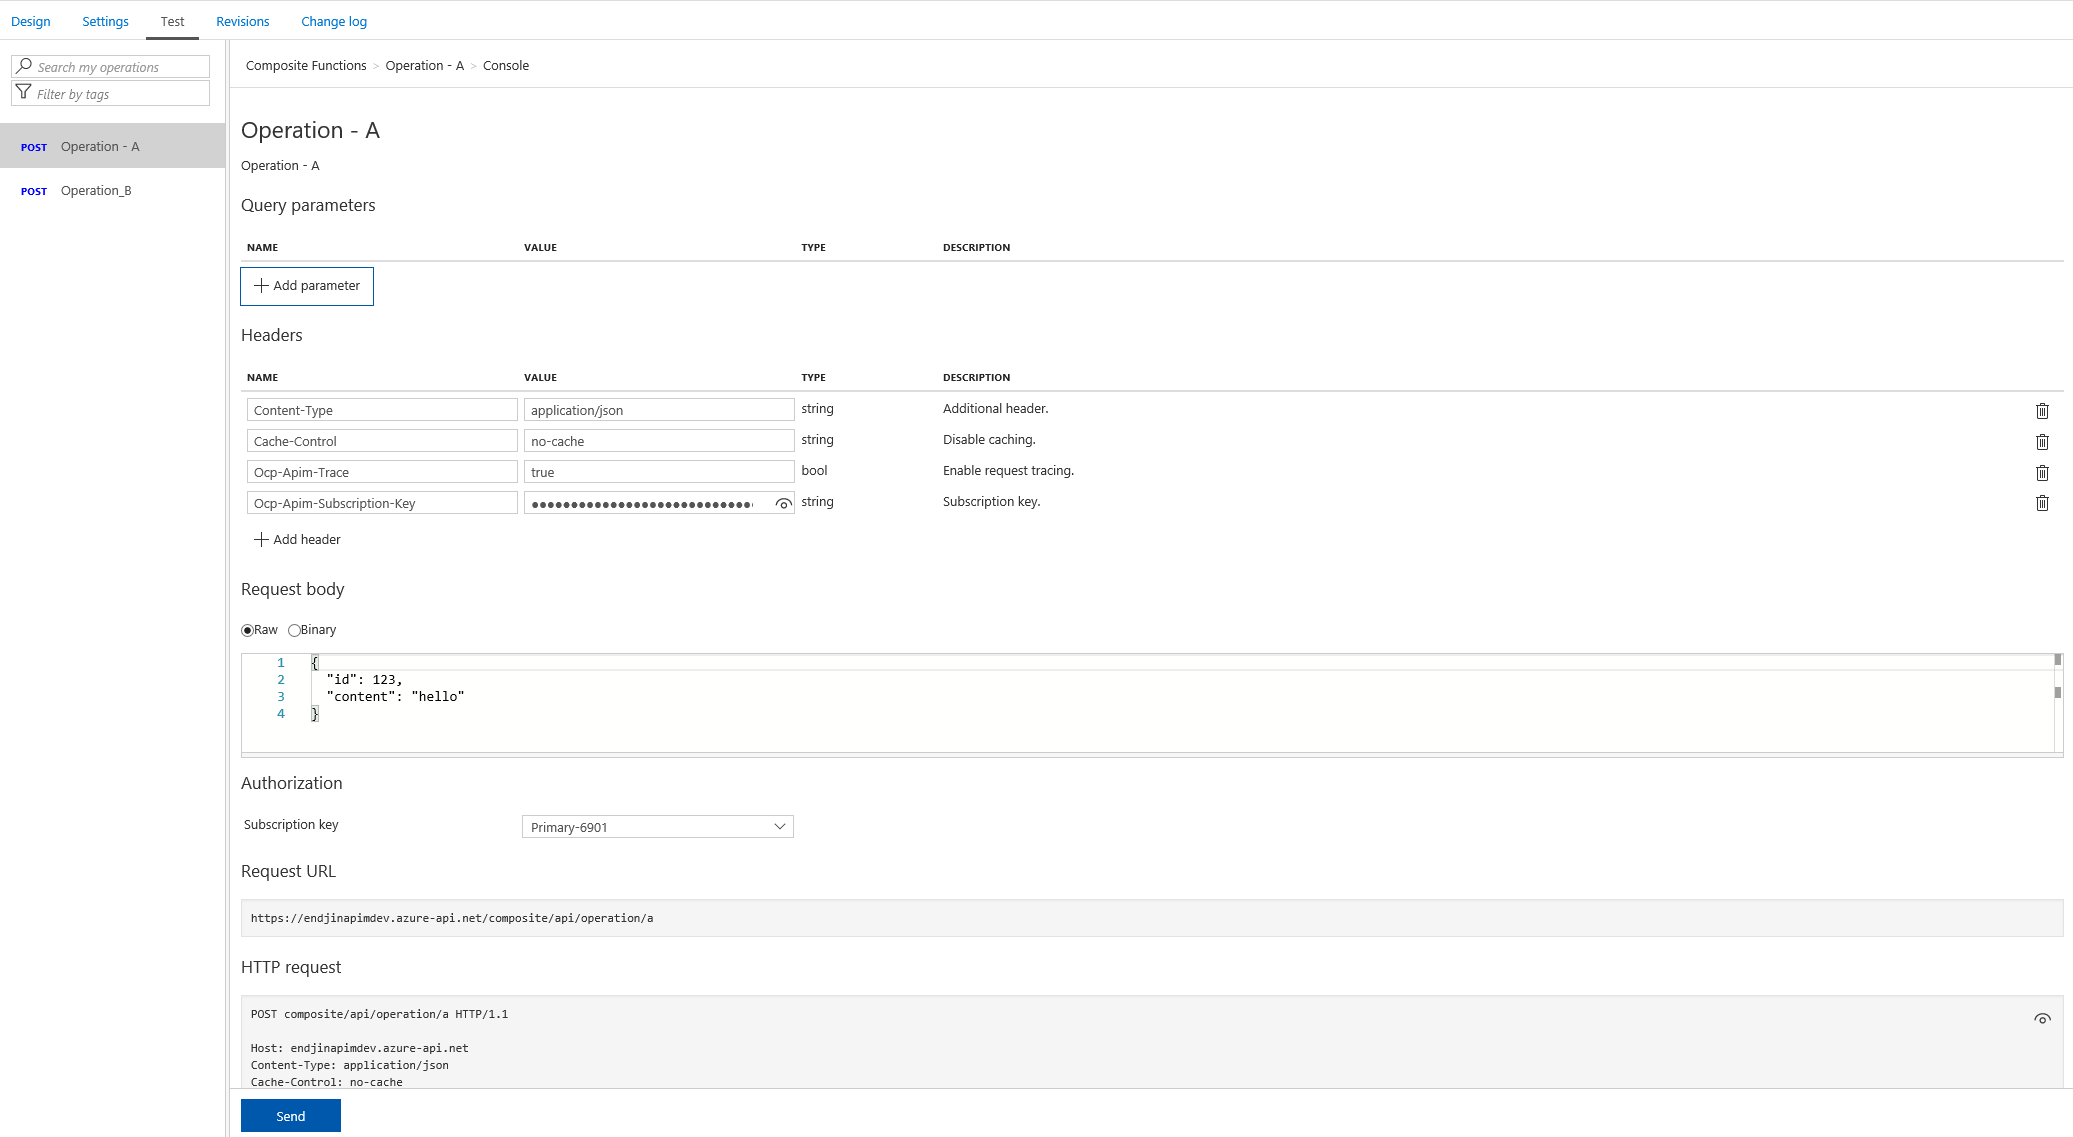 Design Settings Test Revisions Change log
Search my operations
Filter by tags
POST Operation - A
POST Operation_B
Composite Functions > Operation - A > Console
Operation - A
Operation - A
Query parameters
NAME VALUE TYPE DESCRIPTION
Add parameter
Headers
NAME VALUE TYPE DESCRIPTION
Content-Type application/json string Additional header.
Cache-Control no-cache string Disable caching.
Ocp-Apim-Trace true bool Enable request tracing.
Ocp-Apim-Subscription-Key ●●●●●●●●●●●●●●●●●●●●●●●●●●●● string Subscription key.
Add header
Request body
Raw Binary
1 {
2 "id": 123,
3 "content": "hello"
4 }
Authorization
Subscription key Primary-6901
Request URL
https://endjinapimdev.azure-api.net/composite/api/operation/a
HTTP request
POST composite/api/operation/a HTTP/1.1
Host: endjinapimdev.azure-api.net
Content-Type: application/json
Cache-Control: no-cache
Send